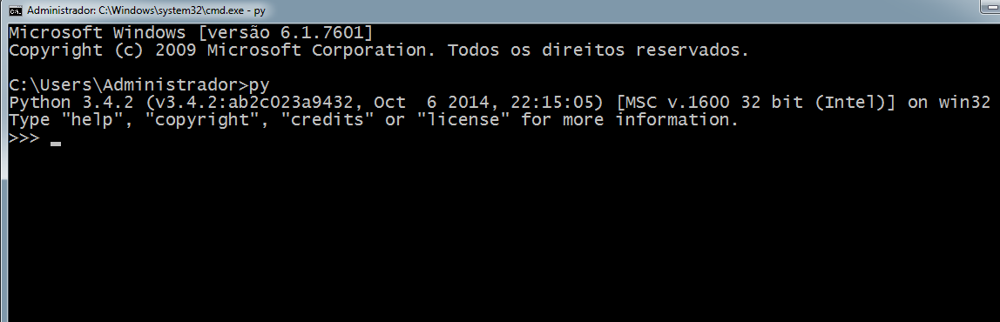 Administrador: C:\Windows\system32\cmd.exe - py
Microsoft Windows [versão 6.1.7601]
Copyright (c) 2009 Microsoft Corporation. Todos os direitos reservados.
C:\Users\Administrador>py
Python 3.4.2 (v3.4.2:ab2c023a9432, Oct  6 2014, 22:15:05) [MSC v.1600 32 bit (Intel)] on win32
Type "help", "copyright", "credits" or "license" for more information.
>>> _